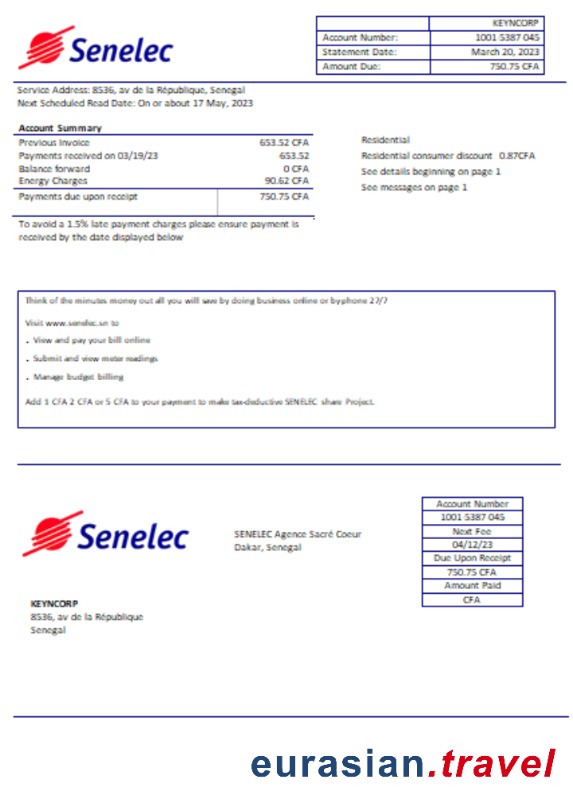 Senelec
KEYNCORP
Account Number: 1001 5387 045
Statement Date: March 20, 2023
Amount Due: 750.75 CFA
Service Address: 8536, av de la République, Senegal
Next Scheduled Read Date: On or about 17 May, 2023
Account Summary
Previous Invoice 653.52 CFA
Payments received on 03/19/23 653.52
Balance forward 0 CFA
Energy Charges 90.62 CFA
Payments due upon receipt 750.75 CFA
To avoid a 1.5% late payment charges please ensure payment is
received by the date displayed below
Residential
Residential consumer discount 0.87CFA
See details beginning on page 1
See messages on page 1
Think of the minutes money out all you will save by doing business online or by phone 27/7
Visit www.senelec.sn to
. View and pay your bill online
. Submit and view meter readings
. Manage budget billing
Add 1 CFA 2 CFA or 5 CFA to your payment to make tax-deductive SENELEC share Project.
Senelec
SENELEC Agence Sacré Coeur
Dakar, Senegal
Account Number
1001 5387 045
Next Fee
04/12/23
Due Upon Receipt
750.75 CFA
Amount Paid
CFA
KEYNCORP
8536, av de la République
Senegal
eurasian.travel